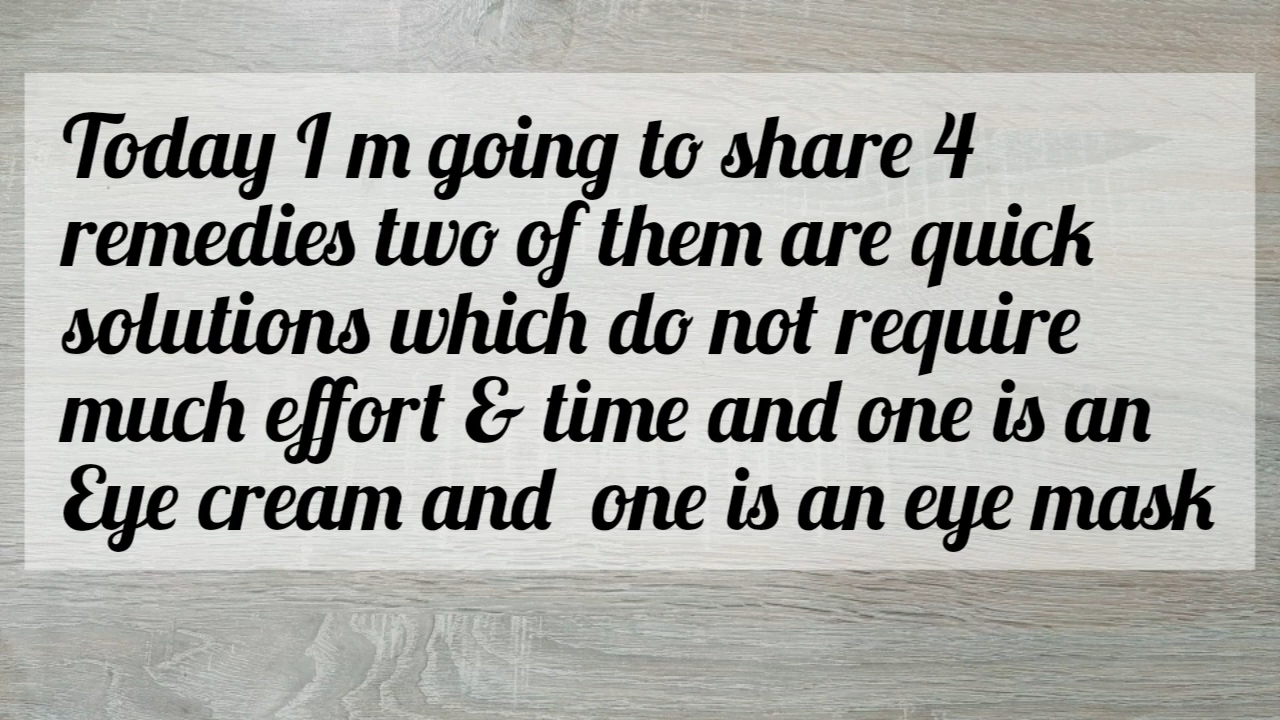 Today I m going to share 4
remedies two of them are quick
solutions which do not require
much effort & time and one is an
Eye cream and  one is an eye mask